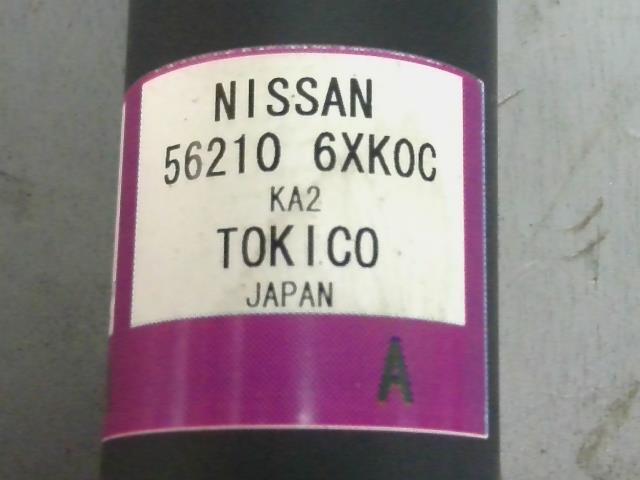 NISSAN
56210 6XK0C
KA2
TOKICO
JAPAN
A